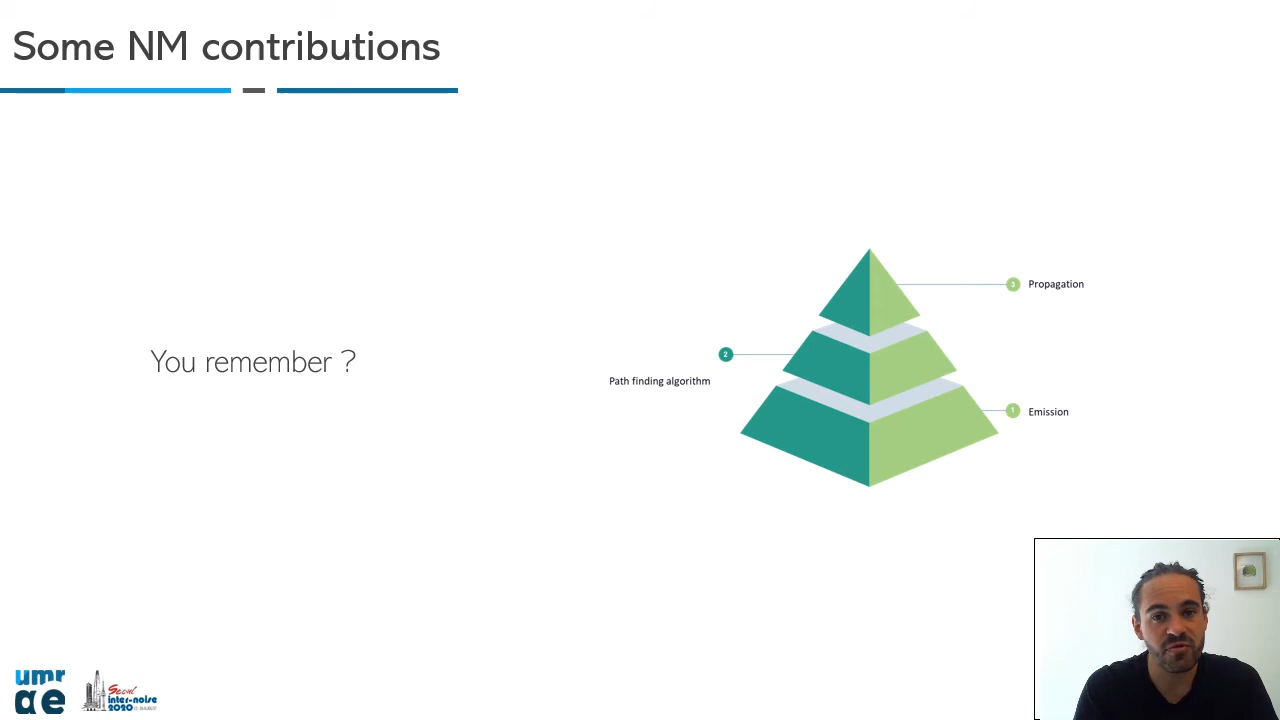 Some NM contributions
3
Propagation
You remember ?
2
Path finding algorithm
1
Emission
umr
ae
Seoul
inter-noise
2020